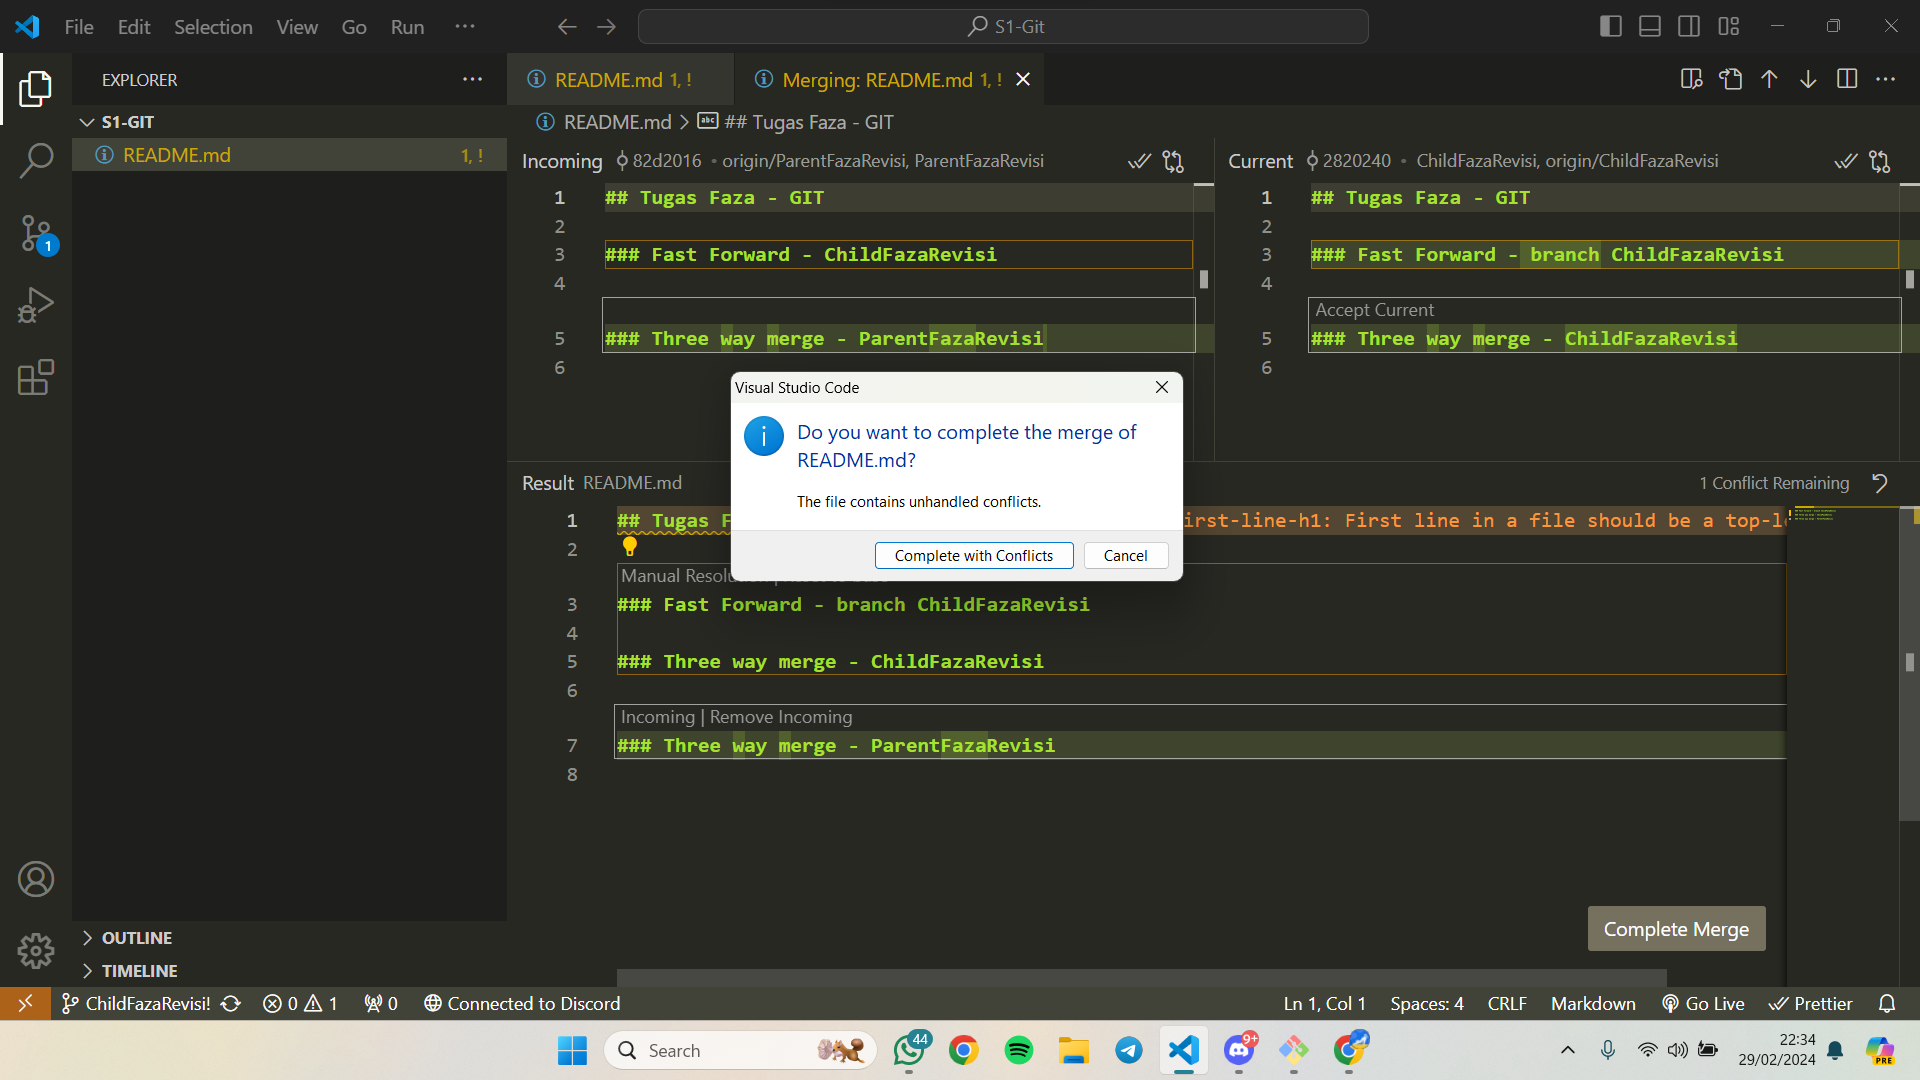 File Edit Selection View Go Run ···
S1-Git
EXPLORER
README.md 1, !
Merging: README.md 1, !
S1-GIT
README.md 1, !
README.md > ## Tugas Faza - GIT
Incoming 82d2016 • origin/ParentFazaRevisi, ParentFazaRevisi
1 ## Tugas Faza - GIT
2
3 ### Fast Forward - ChildFazaRevisi
4
5 ### Three way merge - ParentFazaRevisi
6
Current 2820240 • ChildFazaRevisi, origin/ChildFazaRevisi
1 ## Tugas Faza - GIT
2
3 ### Fast Forward - branch ChildFazaRevisi
4
Accept Current
5 ### Three way merge - ChildFazaRevisi
6
Visual Studio Code
Do you want to complete the merge of
README.md?
The file contains unhandled conflicts.
Complete with Conflicts Cancel
Result README.md
1 Conflict Remaining
1 ## Tugas irst-line-h1: First line in a file should be a
2
Manual
3 ### Fast Forward - branch ChildFazaRevisi
4
5 ### Three way merge - ChildFazaRevisi
6
Incoming | Remove Incoming
7 ### Three way merge - ParentFazaRevisi
8
Complete Merge
OUTLINE
TIMELINE
ChildFazaRevisi! 0 1 0 Connected to Discord Ln 1, Col 1 Spaces: 4 CRLF Markdown Go Live Prettier
Search
44
9+
22:34
29/02/2024
PRE